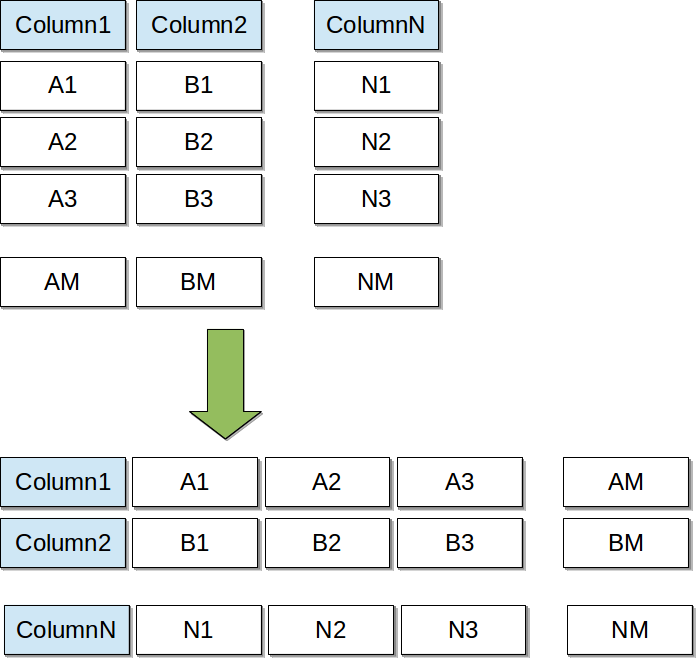 Column1 Column2 ColumnN
A1 B1 N1
A2 B2 N2
A3 B3 N3
AM BM NM
Column1 A1 A2 A3 AM
Column2 B1 B2 B3 BM
ColumnN N1 N2 N3 NM